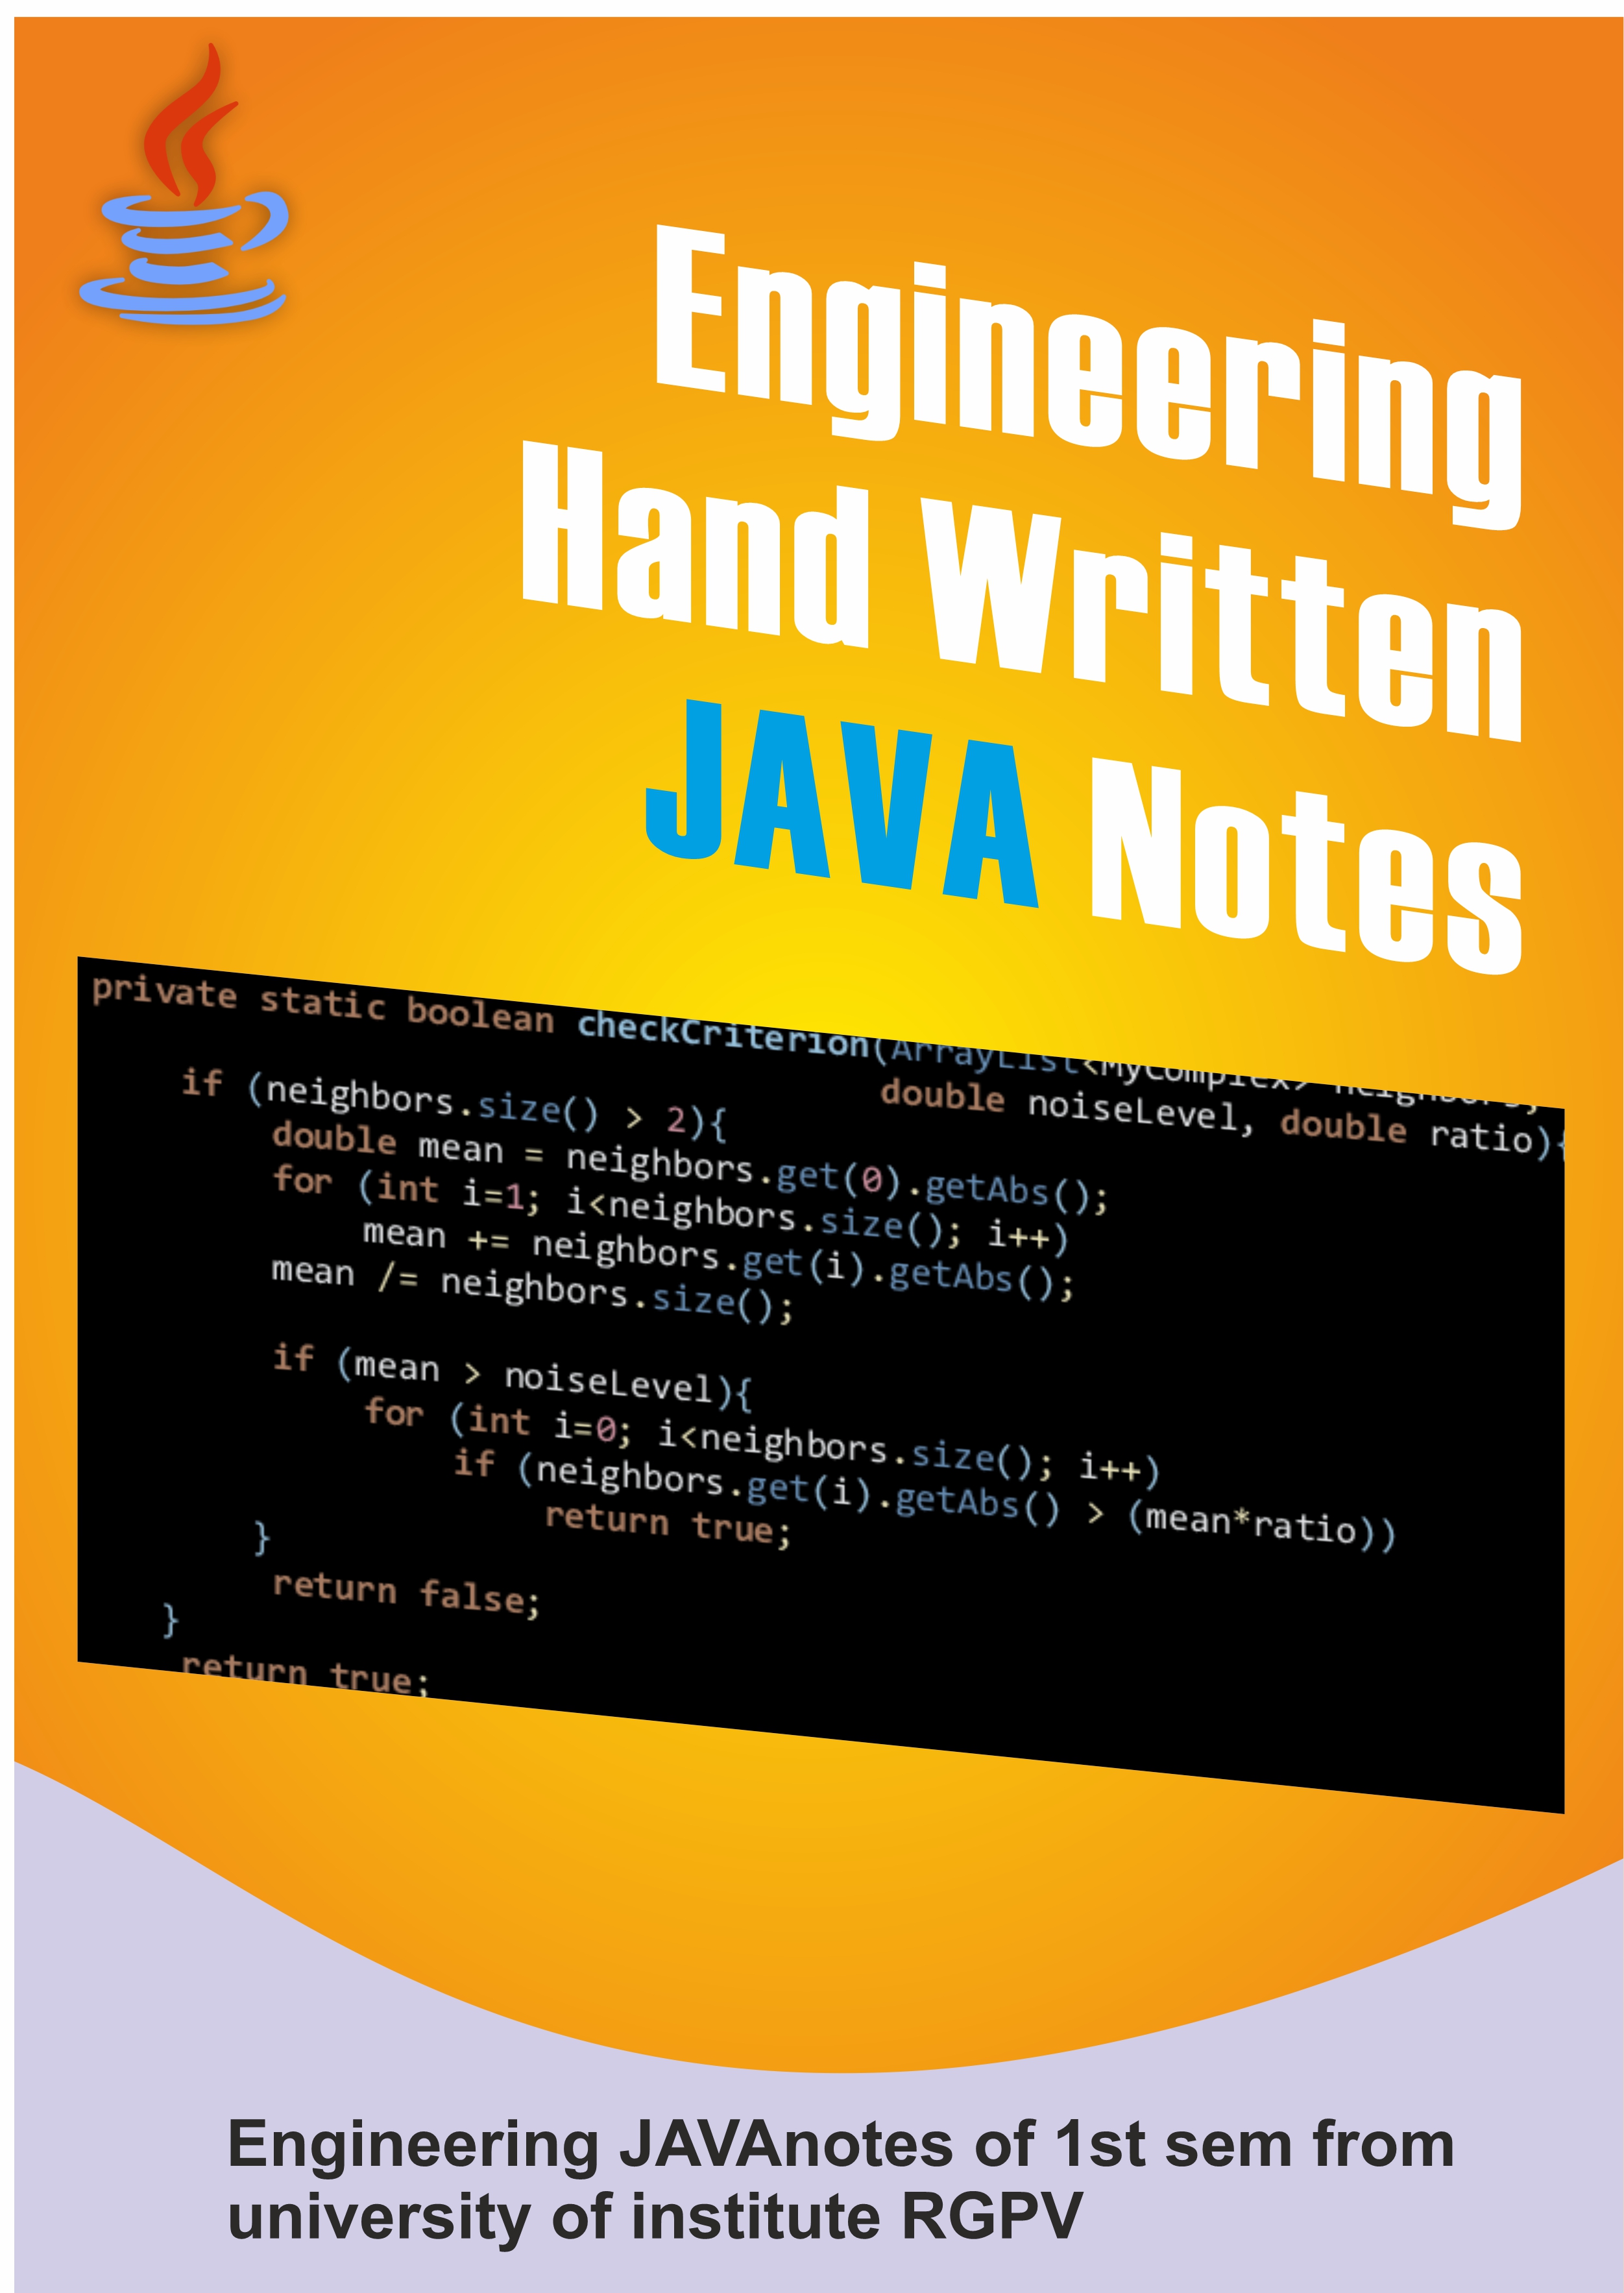 Engineering
Hand Written
JAVA Notes
private static boolean checkCriterion(ArrayList<MyComplex> neighbors,
double noiseLevel, double ratio){
if (neighbors.size() > 2){
double mean = neighbors.get(0).getAbs();
for (int i=1; i<neighbors.size(); i++)
mean += neighbors.get(i).getAbs();
mean /= neighbors.size();
if (mean > noiseLevel){
for (int i=0; i<neighbors.size(); i++)
if (neighbors.get(i).getAbs() > (mean*ratio))
return true;
}
return false;
}
return true;
Engineering JAVAnotes of 1st sem from
university of institute RGPV